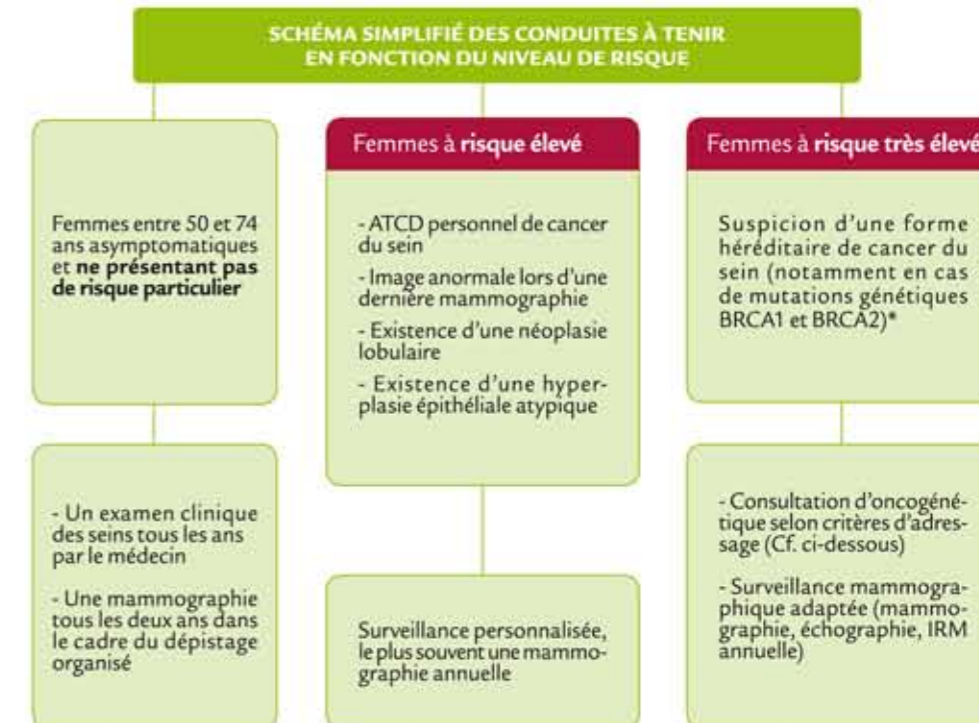 SCHÉMA SIMPLIFIÉ DES CONDUITES À TENIR
EN FONCTION DU NIVEAU DE RISQUE
Femmes entre 50 et 74
ans asymptomatiques
et ne présentant pas
de risque particulier
- Un examen clinique
des seins tous les ans
par le médecin
- Une mammographie
tous les deux ans dans
le cadre du dépistage
organisé
Femmes à risque élevé
- ATCD personnel de cancer
du sein
- Image anormale lors d'une
dernière mammographie
- Existence d'une néoplasie
lobulaire
- Existence d'une hyper-
plasie épithéliale atypique
Surveillance personnalisée,
le plus souvent une mammo-
graphie annuelle
Femmes à risque très élevé
Suspicion d'une forme
héréditaire de cancer du
sein (notamment en cas
de mutations génétiques
BRCA1 et BRCA2)*
- Consultation d'oncogéné-
tique selon critères d'adres-
sage (Cf. ci-dessous)
- Surveillance mammogra-
phique adaptée (mammo-
graphie, échographie, IRM
annuelle)